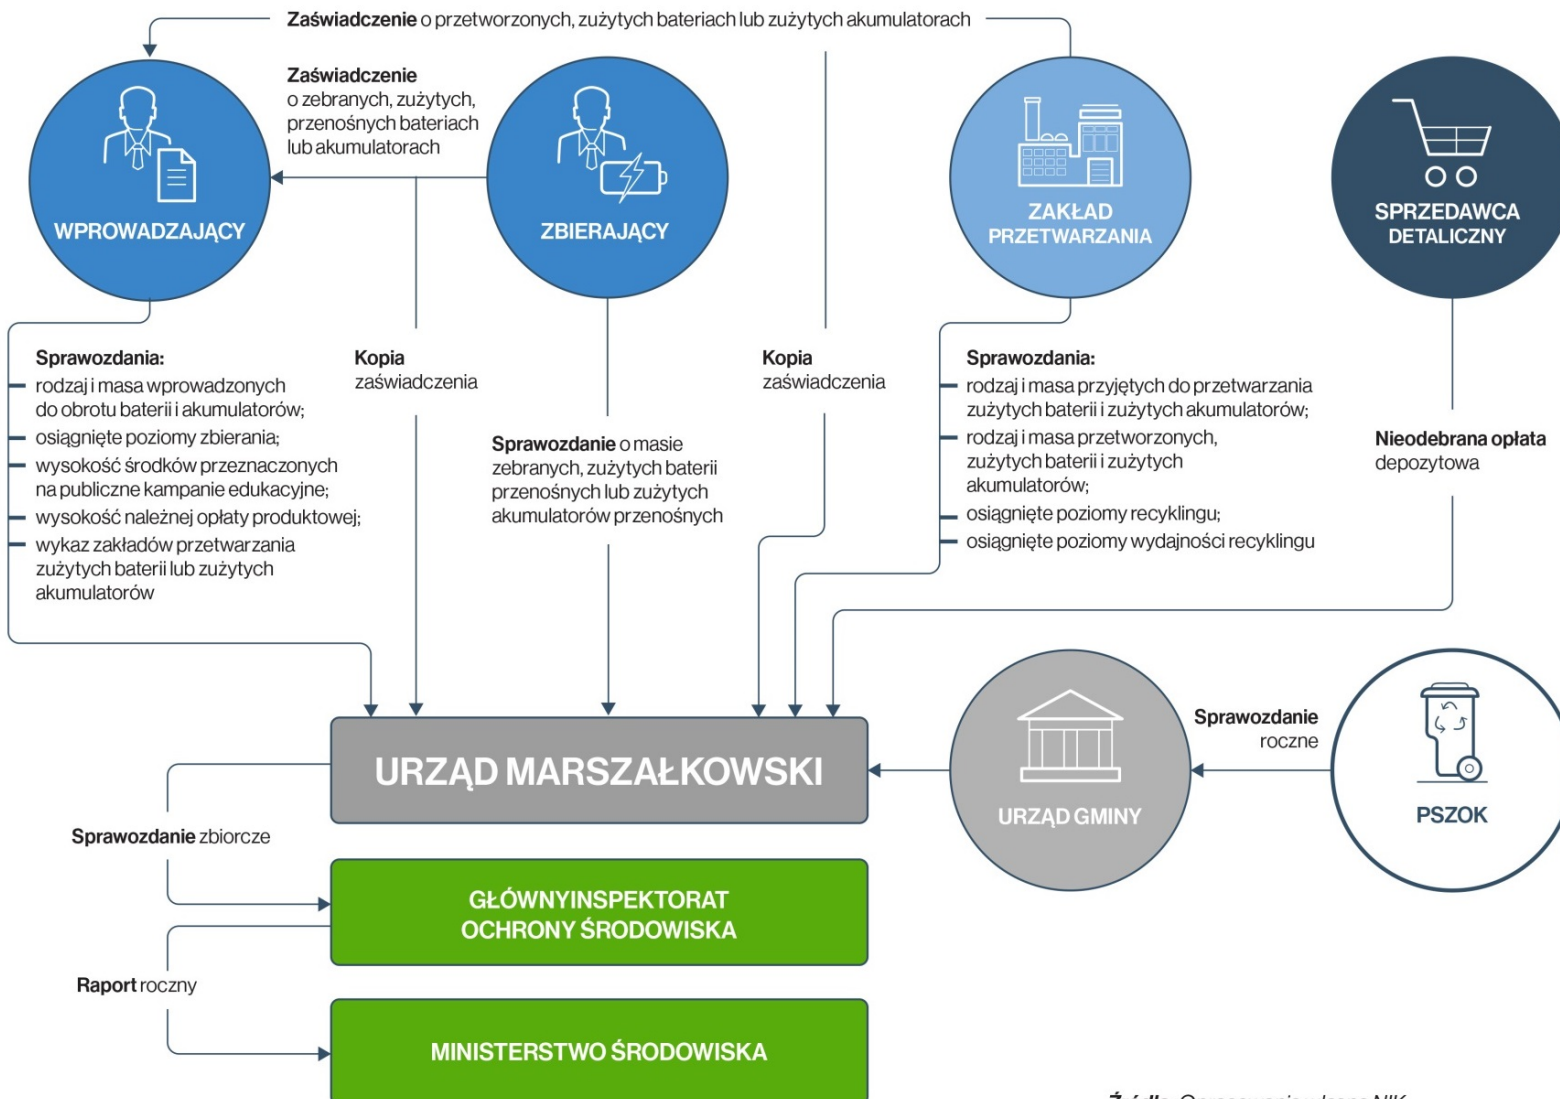 Zaświadczenie o przetworzonych, zużytych bateriach lub zużytych akumulatorach
Zaświadczenie
o zebranych, zużytych,
przenośnych bateriach
lub akumulatorach
WPROWADZAJĄCY
ZBIERAJĄCY
ZAKŁAD
PRZETWARZANIA
SPRZEDAWCA
DETALICZNY
Sprawozdania:
rodzaj i masa wprowadzonych
do obrotu baterii i akumulatorów;
osiągnięte poziomy zbierania;
wysokość środków przeznaczonych
na publiczne kampanie edukacyjne;
wysokość należnej opłaty produktowej;
wykaz zakładów przetwarzania
zużytych baterii lub zużytych
akumulatorów
Kopia
zaświadczenia
Sprawozdanie o masie
zebranych, zużytych baterii
przenośnych lub zużytych
akumulatorów przenośnych
Kopia
zaświadczenia
Sprawozdania:
rodzaj i masa przyjętych do przetwarzania
zużytych baterii i zużytych akumulatorów;
rodzaj i masa przetworzonych,
zużytych baterii i zużytych
akumulatorów;
osiągnięte poziomy recyklingu;
osiągnięte poziomy wydajności recyklingu
Nieodebrana opłata
depozytowa
URZĄD MARSZAŁKOWSKI
URZĄD GMINY
Sprawozdanie
roczne
PSZOK
Sprawozdanie zbiorcze
GŁÓWNYINSPEKTORAT
OCHRONY ŚRODOWISKA
Raport roczny
MINISTERSTWO ŚRODOWISKA